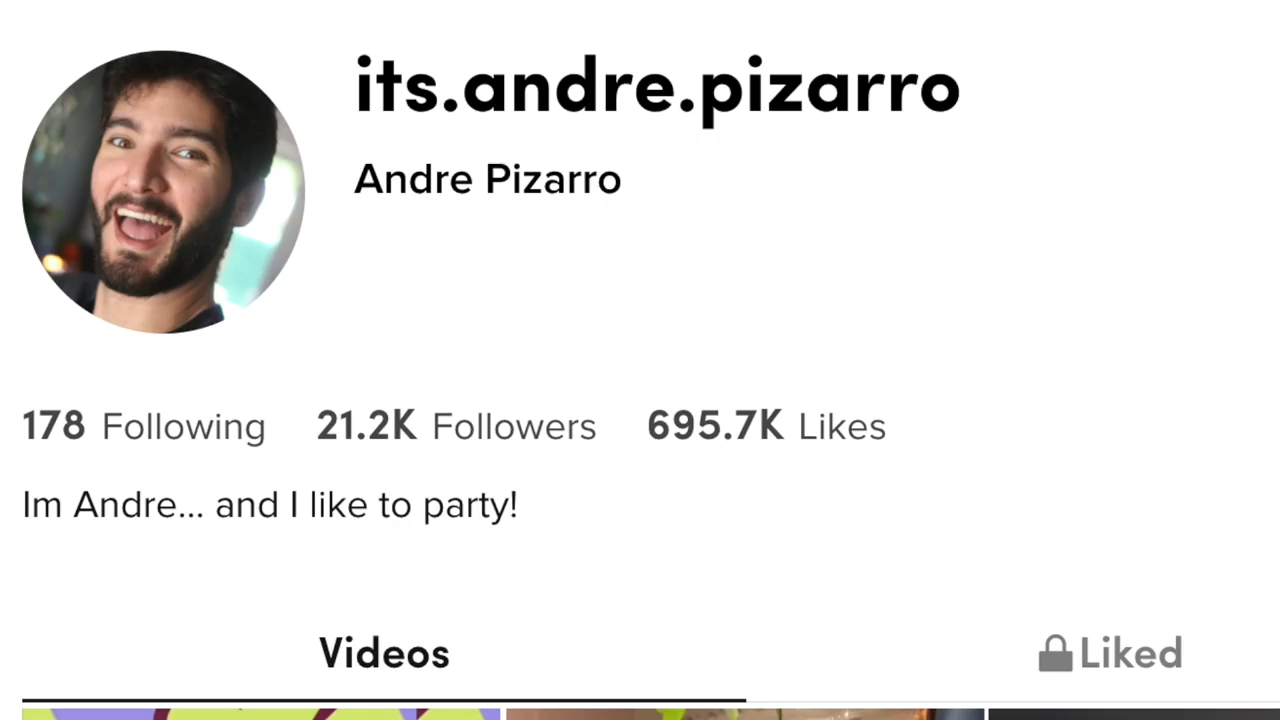 its.andre.pizarro
Andre Pizarro
178 Following 21.2K Followers 695.7K Likes
Im Andre... and I like to party!
Videos Liked